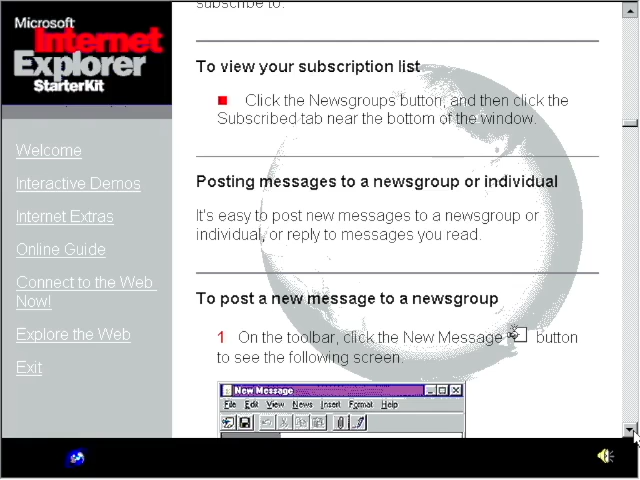 Microsoft
Internet
Explorer
StarterKit
Welcome
Interactive Demos
Internet Extras
Online Guide
Connect to the Web
Now!
Explore the Web
Exit
subscribe to.
To view your subscription list
Click the Newsgroups button, and then click the
Subscribed tab near the bottom of the window.
Posting messages to a newsgroup or individual
It's easy to post new messages to a newsgroup or
individual, or reply to messages you read.
To post a new message to a newsgroup
1 On the toolbar, click the New Message button
to see the following screen.
New Message
File Edit View News Insert Format Help